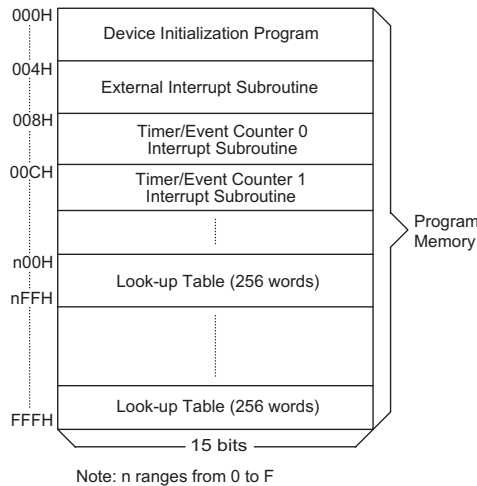 000H
Device Initialization Program
004H
External Interrupt Subroutine
008H
Timer/Event Counter 0
Interrupt Subroutine
00CH
Timer/Event Counter 1
Interrupt Subroutine
Program
Memory
n00H
Look-up Table (256 words)
nFFH
Look-up Table (256 words)
FFFH
15 bits
Note: n ranges from 0 to F